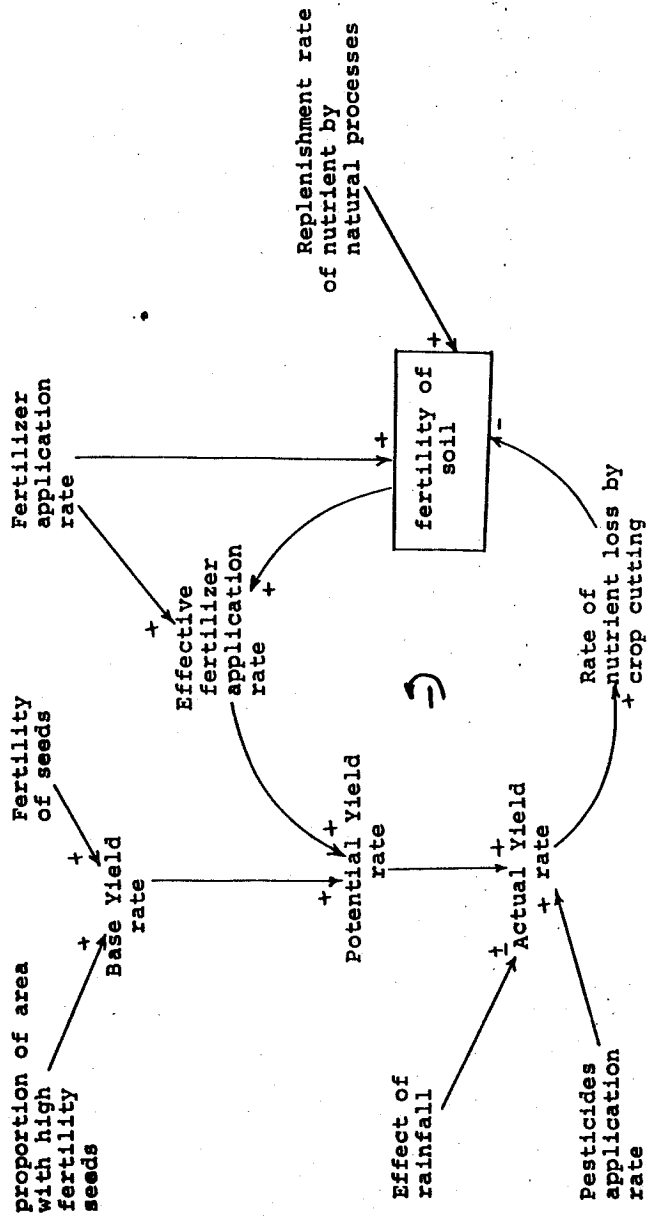 proportion of area
with high
fertility
seeds
Fertility
of seeds
Fertilizer
application
rate
+
+
Base Yield
rate
+
Effective
fertilizer
application
rate
+
Replenishment rate
of nutrient by
natural processes
+
+
Potential Yield
rate
+
+
fertility of
soil
-
-
Effect of
rainfall
±
+
Actual Yield
rate
+
Pesticides
application
rate
Rate of
nutrient loss by
crop cutting
+